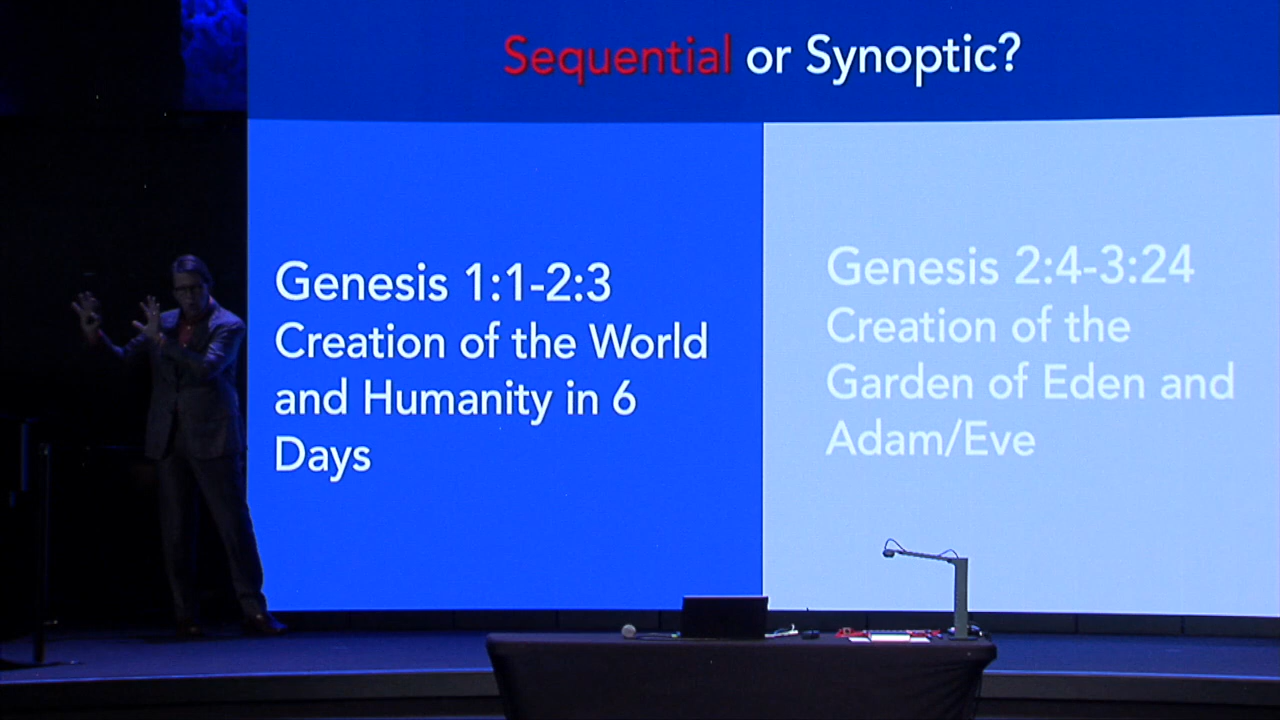 Sequential or Synoptic?
Genesis 1:1-2:3
Creation of the World
and Humanity in 6
Days
Genesis 2:4-3:24
Creation of the
Garden of Eden and
Adam/Eve